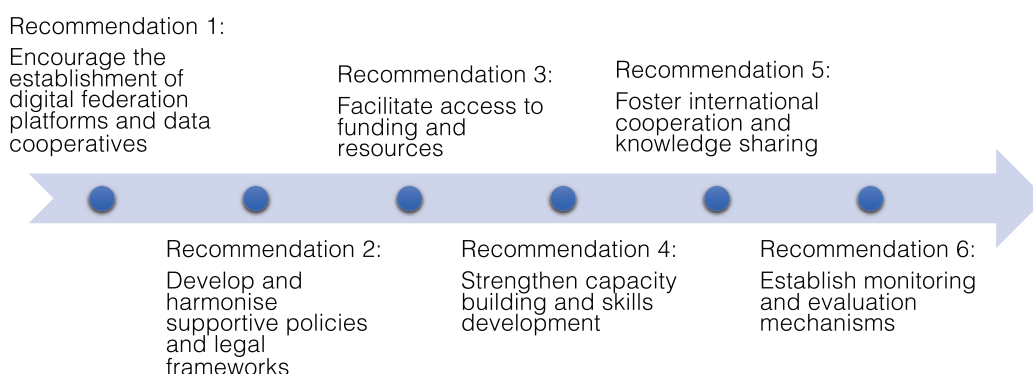 Recommendation 1:
Encourage the
establishment of
digital federation
platforms and data
cooperatives
Recommendation 2:
Develop and
harmonise
supportive policies
and legal
frameworks
Recommendation 3:
Facilitate access to
funding and
resources
Recommendation 4:
Strengthen capacity
building and skills
development
Recommendation 5:
Foster international
cooperation and
knowledge sharing
Recommendation 6:
Establish monitoring
and evaluation
mechanisms